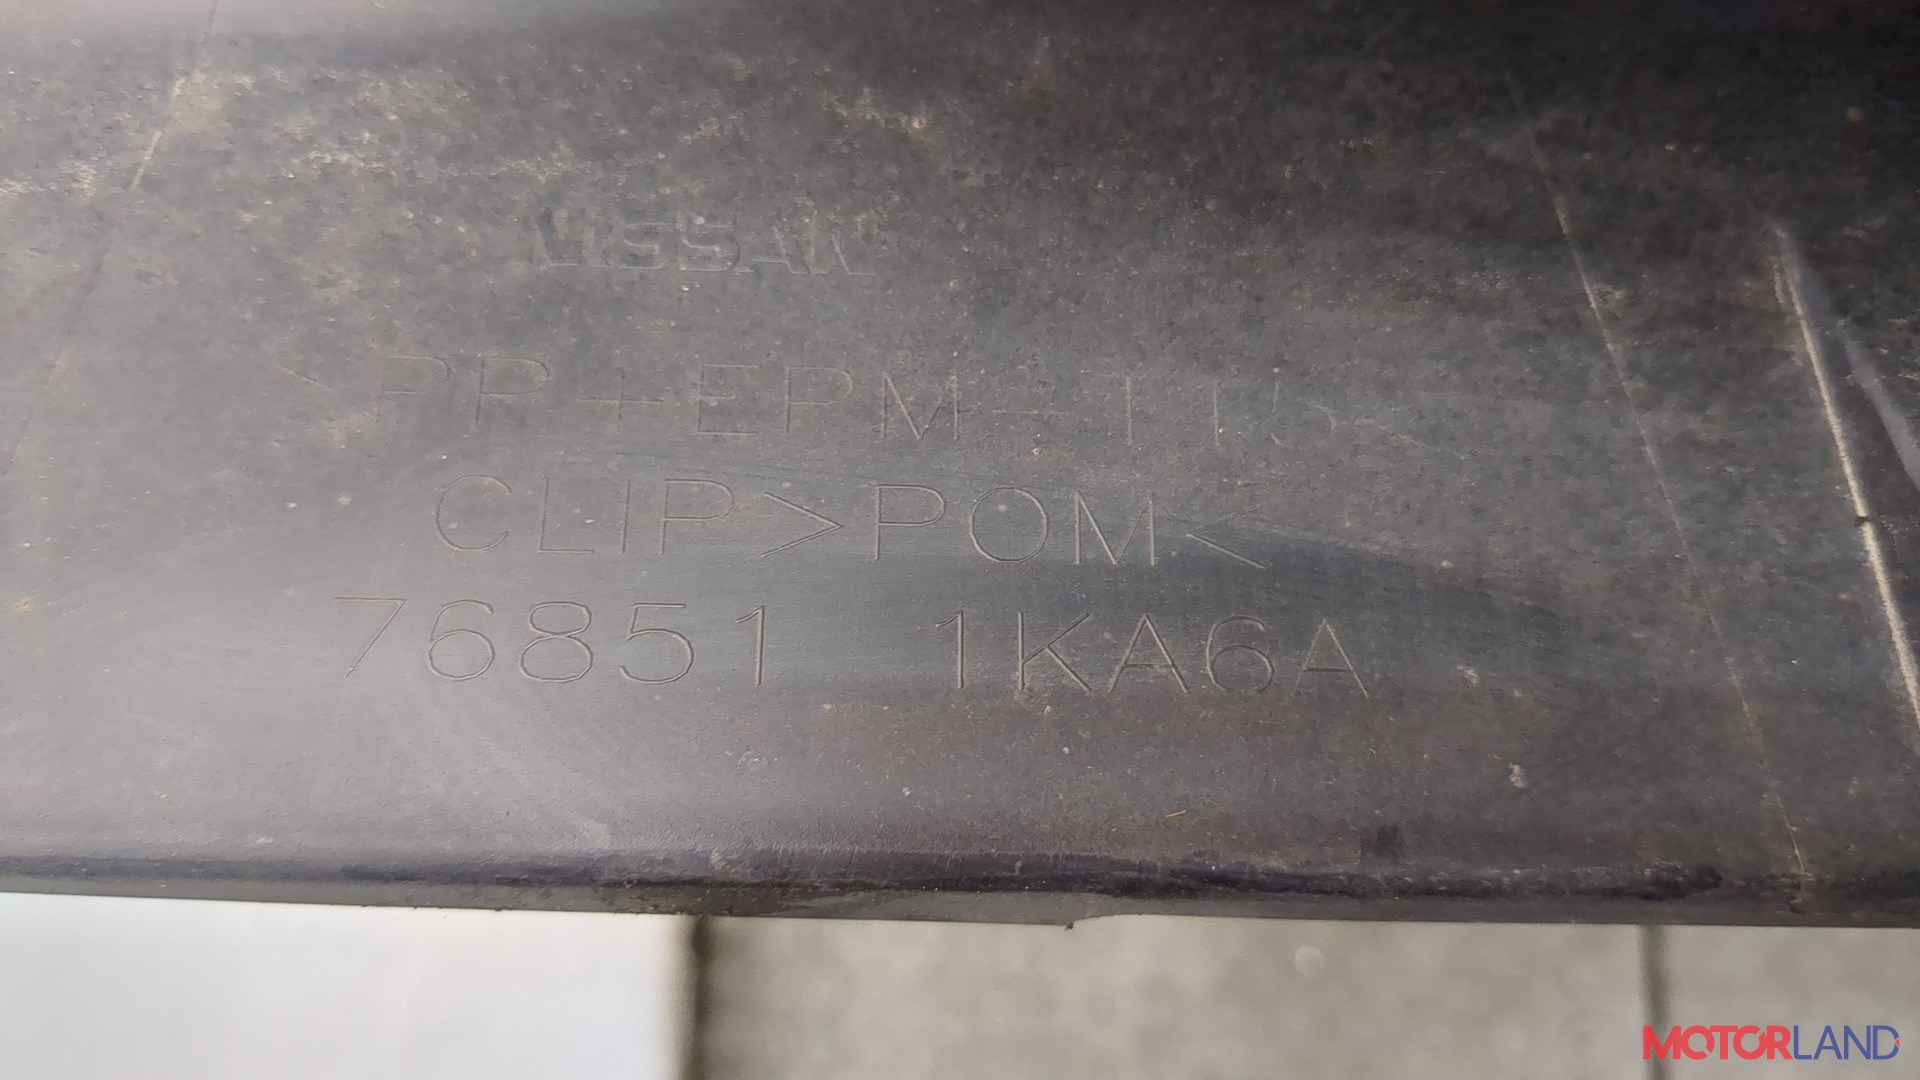 NISSAN
>PP+EPM-T15
CLIP>POM<
76851 1KA6A
MOTORLAND